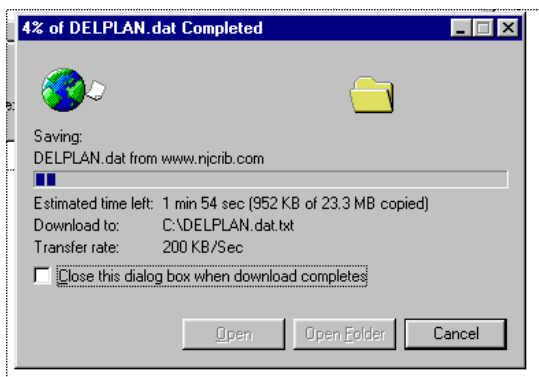 4% of DELPLAN.dat Completed
Saving:
DELPLAN.dat from www.njcrib.com
Estimated time left: 1 min 54 sec (952 KB of 23.3 MB copied)
Download to: C:\DELPLAN.dat.txt
Transfer rate: 200 KB/Sec
Close this dialog box when download completes
Open Open Folder Cancel